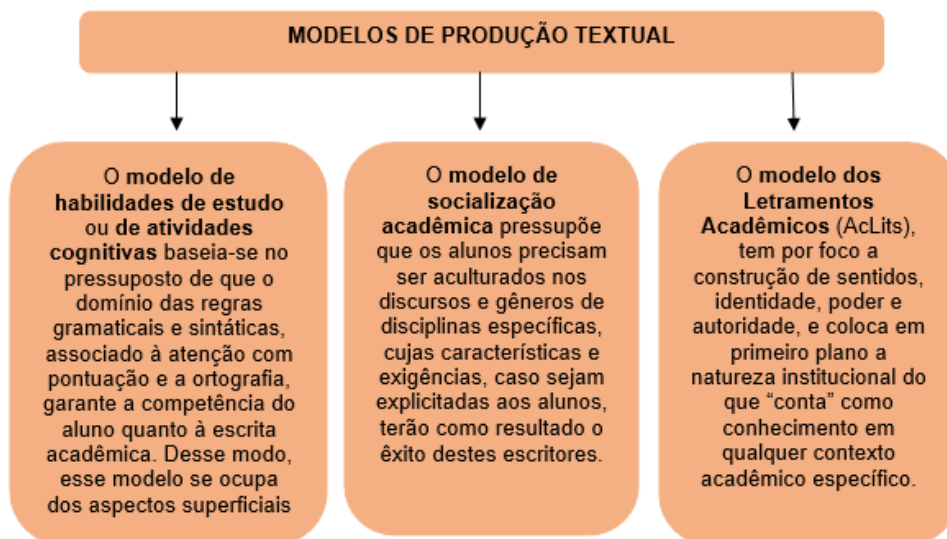 MODELOS DE PRODUÇÃO TEXTUAL
O modelo de
habilidades de estudo
ou de atividades
cognitivas baseia-se no
pressuposto de que o
domínio das regras
gramaticais e sintáticas,
associado à atenção com
pontuação e a ortografia,
garante a competência do
aluno quanto à escrita
acadêmica. Desse modo,
esse modelo se ocupa
dos aspectos superficiais
O modelo de
socialização
acadêmica pressupõe
que os alunos precisam
ser aculturados nos
discursos e gêneros de
disciplinas específicas,
cujas características e
exigências, caso sejam
explicitadas aos alunos,
terão como resultado o
êxito destes escritores.
O modelo dos
Letramentos
Acadêmicos (AcLits),
tem por foco a
construção de sentidos,
identidade, poder e
autoridade, e coloca em
primeiro plano a
natureza institucional do
que “conta” como
conhecimento em
qualquer contexto
acadêmico específico.